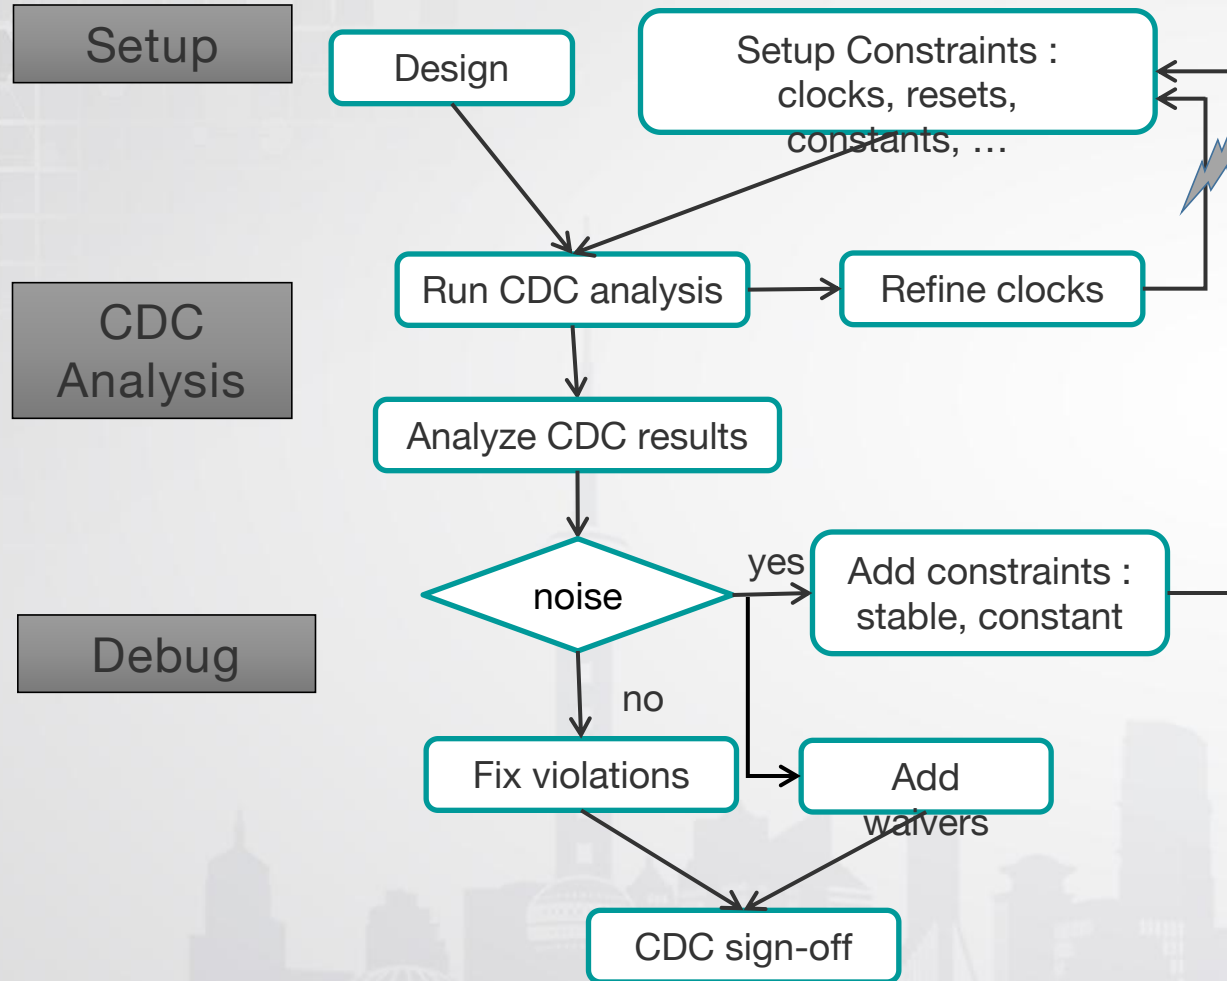 Setup
Design
Setup Constraints :
clocks, resets,
constants, …
Run CDC analysis
Refine clocks
CDC
Analysis
Analyze CDC results
noise
yes
Add constraints :
stable, constant
Debug
no
Fix violations
Add
waivers
CDC sign-off